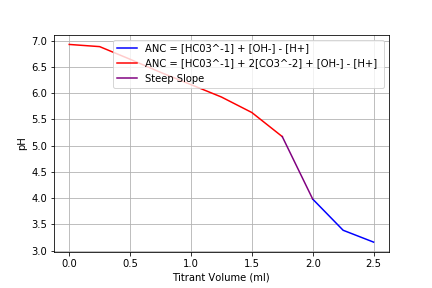 ANC = [HC03^-1] + [OH-] - [H+]
ANC = [HC03^-1] + 2[CO3^-2] + [OH-] - [H+]
Steep Slope
pH
7.0
6.5
6.0
5.5
5.0
4.5
4.0
3.5
3.0
0.0 0.5 1.0 1.5 2.0 2.5
Titrant Volume (ml)